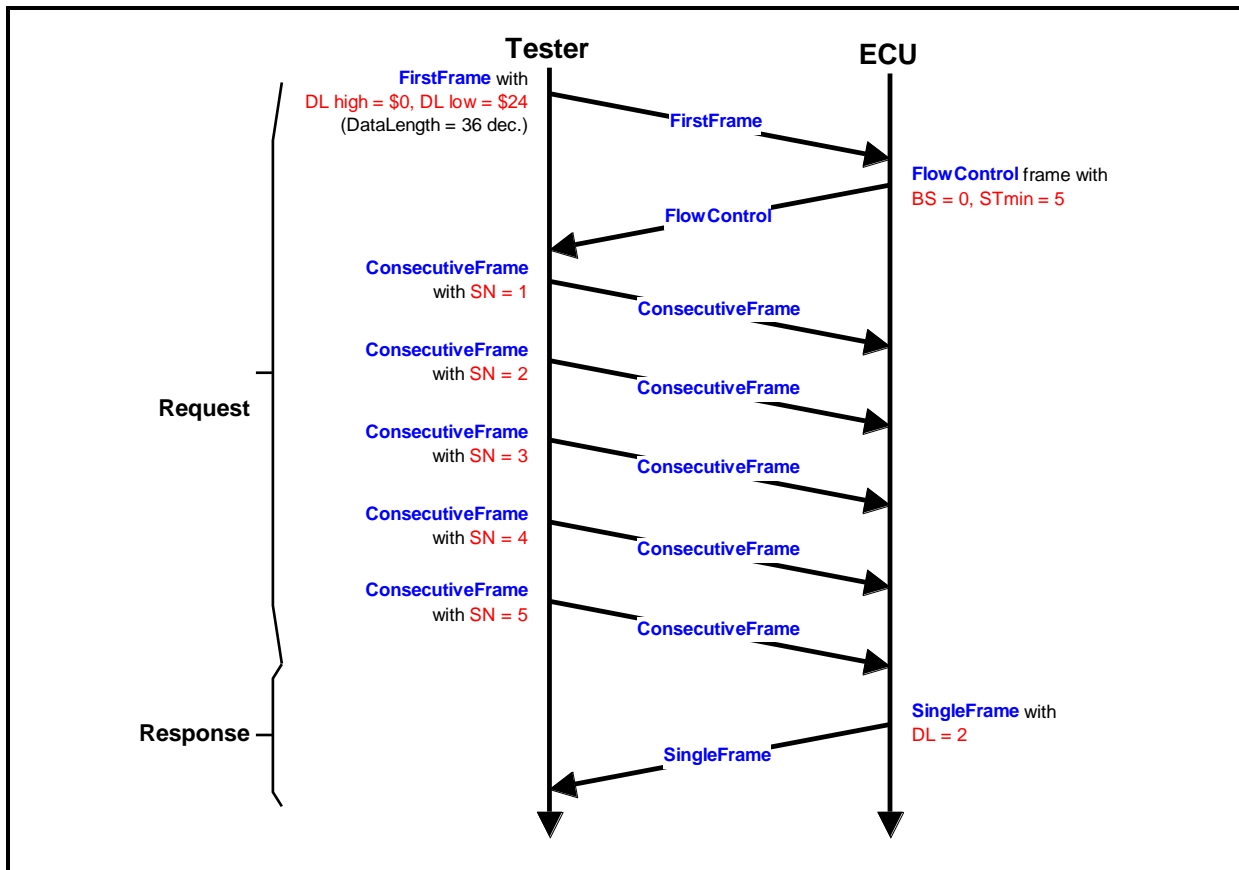 Tester
ECU
FirstFrame with
DL high = $0, DL low = $24
(DataLength = 36 dec.)
FirstFrame
FlowControl frame with
BS = 0, STmin = 5
FlowControl
ConsecutiveFrame
with SN = 1
ConsecutiveFrame
ConsecutiveFrame
with SN = 2
ConsecutiveFrame
Request
ConsecutiveFrame
with SN = 3
ConsecutiveFrame
ConsecutiveFrame
with SN = 4
ConsecutiveFrame
ConsecutiveFrame
with SN = 5
ConsecutiveFrame
Response
SingleFrame with
DL = 2
SingleFrame